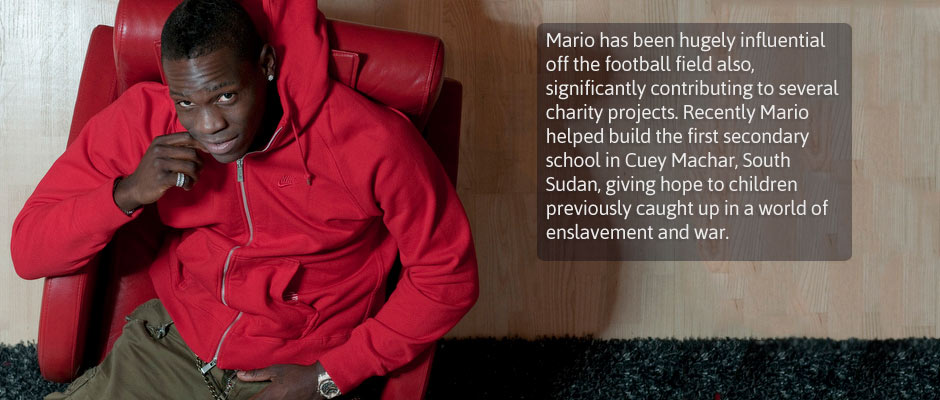 Mario has been hugely influential
off the football field also,
significantly contributing to several
charity projects. Recently Mario
helped build the first secondary
school in Cuey Machar, South
Sudan, giving hope to children
previously caught up in a world of
enslavement and war.